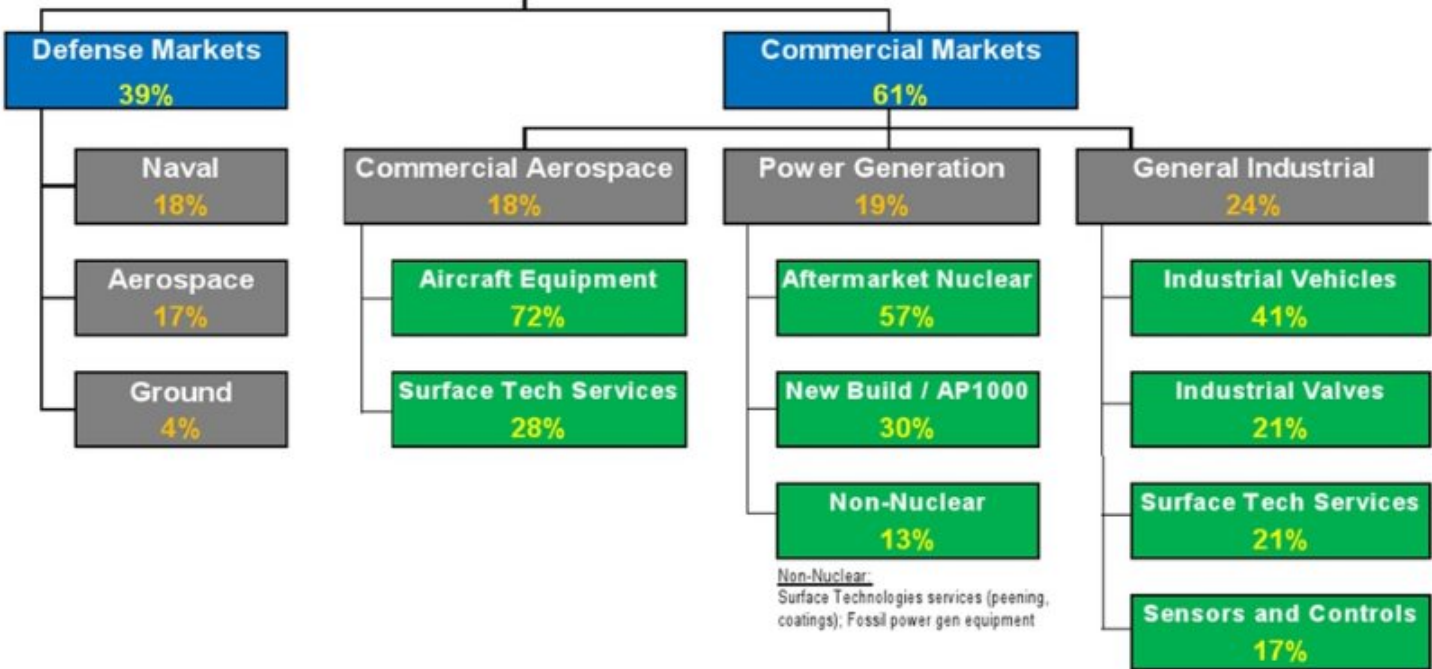 Defense Markets
39%
Commercial Markets
61%
Naval
18%
Aerospace
17%
Ground
4%
Commercial Aerospace
18%
Aircraft Equipment
72%
Surface Tech Services
28%
Power Generation
19%
Aftermarket Nuclear
57%
New Build / AP1000
30%
Non-Nuclear
13%
Non-Nuclear:
Surface Technologies services (peening,
coatings); Fossil power gen equipment
General Industrial
24%
Industrial Vehicles
41%
Industrial Valves
21%
Surface Tech Services
21%
Sensors and Controls
17%